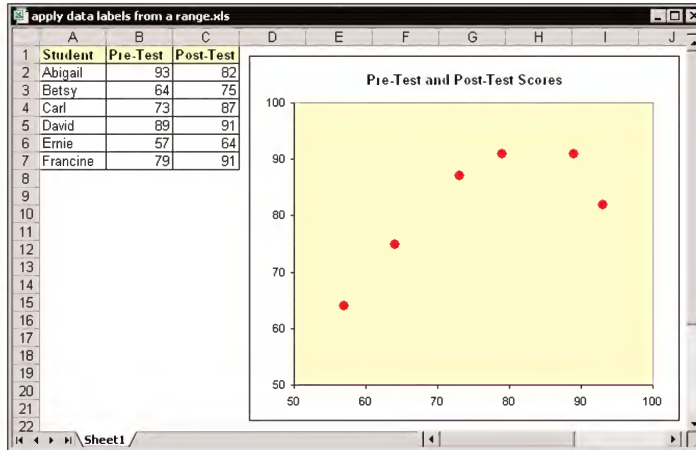 apply data labels from a range.xls
A B C D E F G H I J
1 Student Pre-Test Post-Test
2 Abigail 93 82
3 Betsy 64 75
4 Carl 73 87
5 David 89 91
6 Ernie 57 64
7 Francine 79 91
8
9
10
11
12
13
14
15
16
17
18
19
20
21
22
Pre-Test and Post-Test Scores
100
90
80
70
60
50
50 60 70 80 90 100
Sheet1